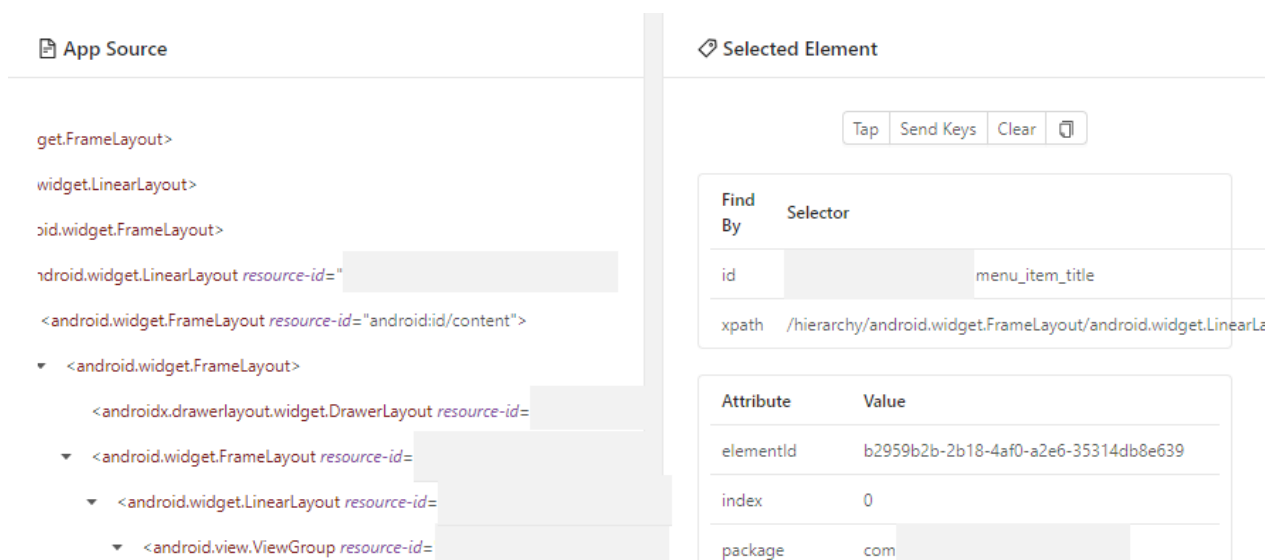 App Source
get.FrameLayout>
widget.LinearLayout>
oid.widget.FrameLayout>
ndroid.widget.LinearLayout resource-id="
<android.widget.FrameLayout resource-id="android:id/content">
<android.widget.FrameLayout>
<androidx.drawerlayout.widget.DrawerLayout resource-id=
<android.widget.FrameLayout resource-id=
<android.widget.LinearLayout resource-id=
<android.view.ViewGroup resource-id=
Selected Element
Tap Send Keys Clear
Find By Selector
id menu_item_title
xpath /hierarchy/android.widget.FrameLayout/android.widget.LinearLa
Attribute Value
elementId b2959b2b-2b18-4af0-a2e6-35314db8e639
index 0
package com